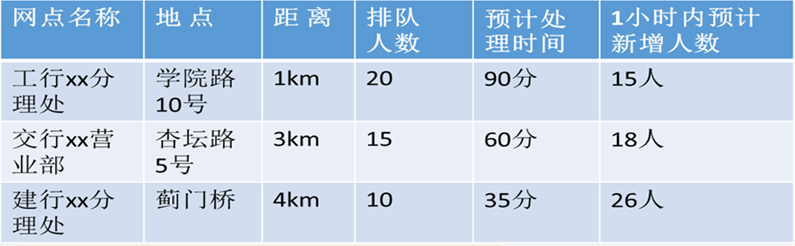 网点名称 地点 距离 排队人数 预计处理时间 1小时内预计新增人数
工行xx分理处 学院路10号 1km 20 90分 15人
交行xx营业部 杏坛路5号 3km 15 60分 18人
建行xx分理处 蓟门桥 4km 10 35分 26人